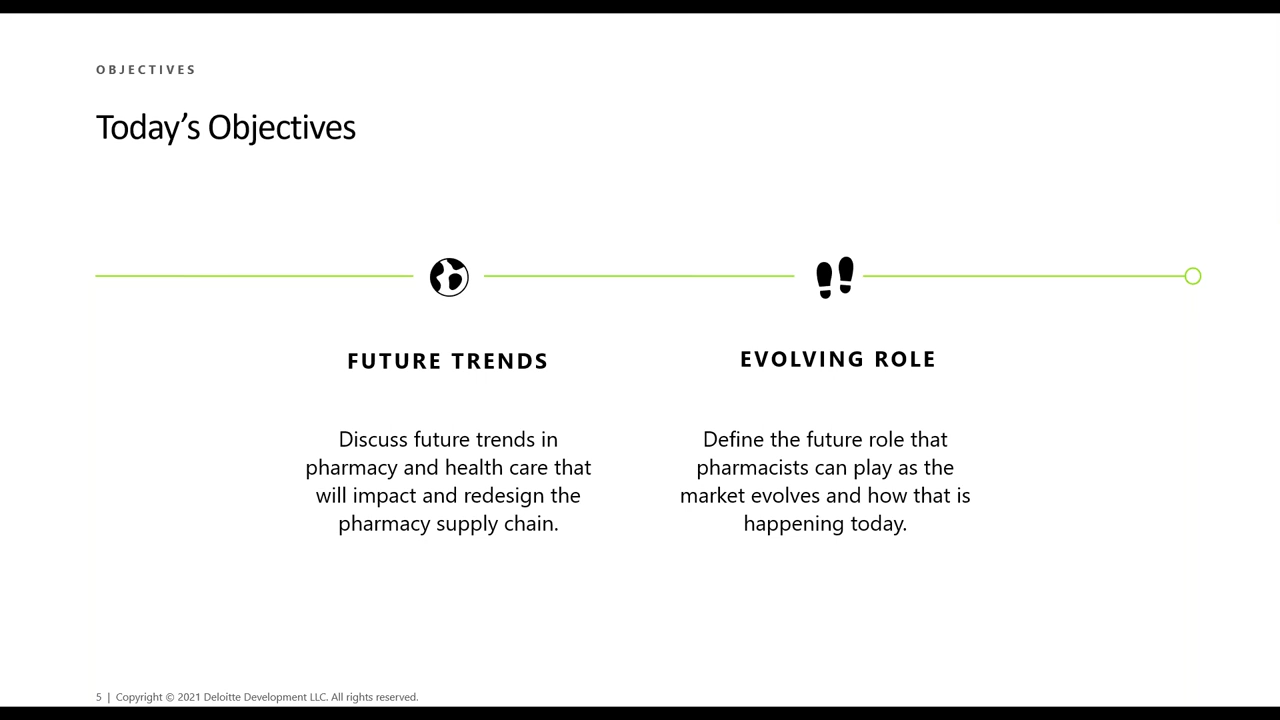 OBJECTIVES
Today’s Objectives
FUTURE TRENDS
Discuss future trends in
pharmacy and health care that
will impact and redesign the
pharmacy supply chain.
EVOLVING ROLE
Define the future role that
pharmacists can play as the
market evolves and how that is
happening today.
5 | Copyright © 2021 Deloitte Development LLC. All rights reserved.